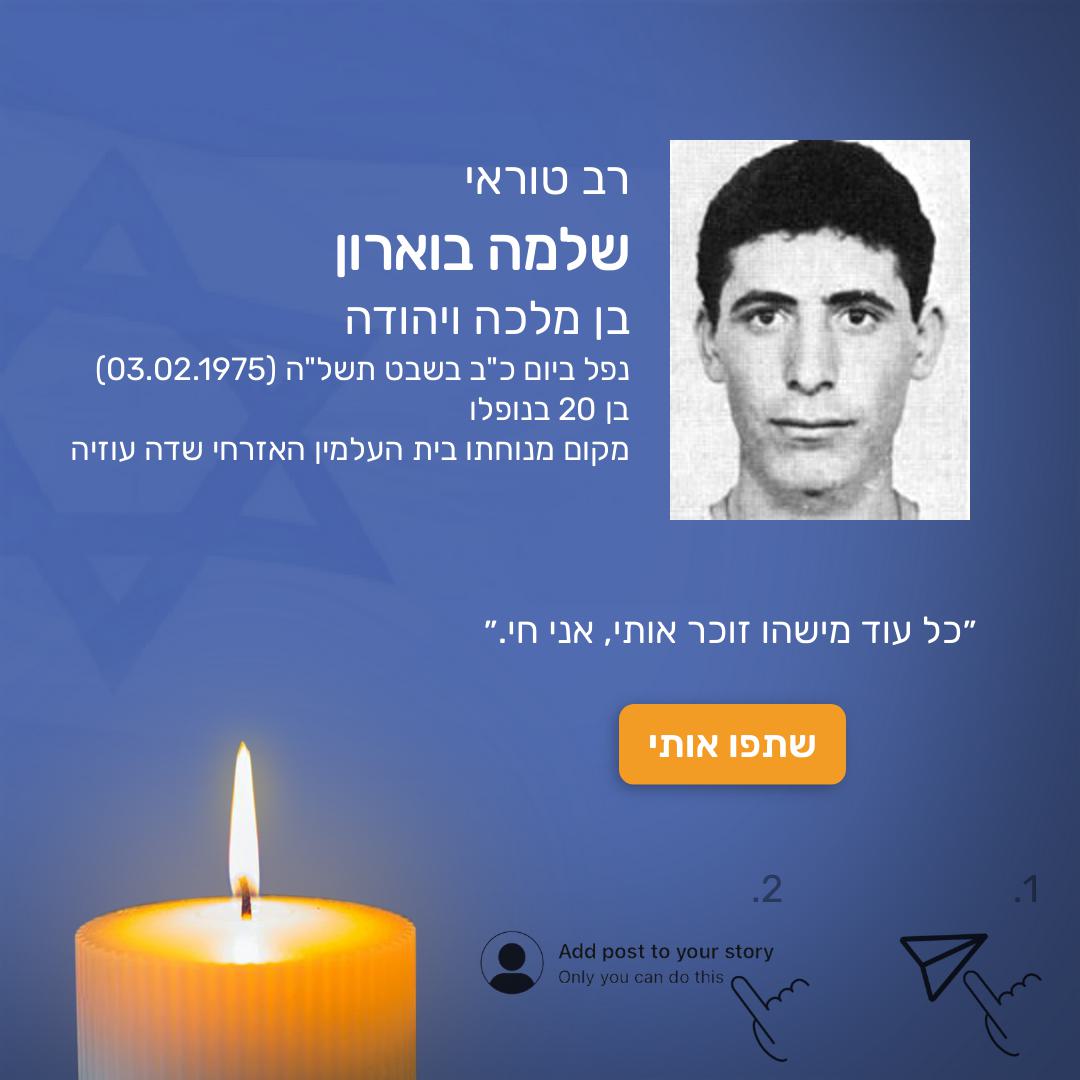 רב טוראי
שלמה בוארון
בן מלכה ויהודה
נפל ביום כ"ב בשבט תשל"ה (03.02.1975)
בן 20 בנופלו
מקום מנוחתו בית העלמין האזרחי שדה עוזיה
״כל עוד מישהו זוכר אותי, אני חי.״
שתפו אותי
1.
2.
Add post to your story
Only you can do this